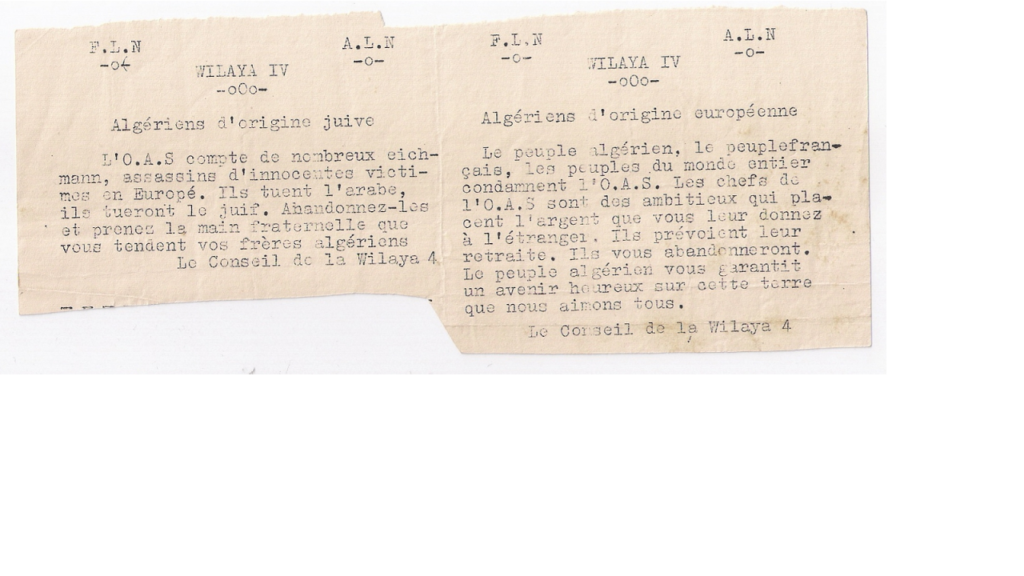 F.L.N A.L.N
-o- -o-
WILAYA IV
-oOo-
Algériens d'origine juive
L'O.A.S compte de nombreux eich-
mann, assassins d'innocentes victi-
mes en Europé. Ils tuent l'arabe,
ils tueront le juif. Abandonnez-les
et prenez la main fraternelle que
vous tendent vos frères algériens
Le Conseil de la Wilaya 4
F.L.N A.L.N
-o- -o-
WILAYA IV
-oOo-
Algériens d'origine européenne
Le peuple algérien, le peuplefran-
çais, les peuples du monde entier
condamnent l'O.A.S. Les chefs de
l'O.A.S sont des ambitieux qui pla-
cent l'argent que vous leur donnez
à l'étranger. Ils prévoient leur
retraite. Ils vous abandonneront.
Le peuple algérien vous garantit
un avenir heureux sur cette terre
que nous aimons tous.
Le Conseil de la Wilaya 4